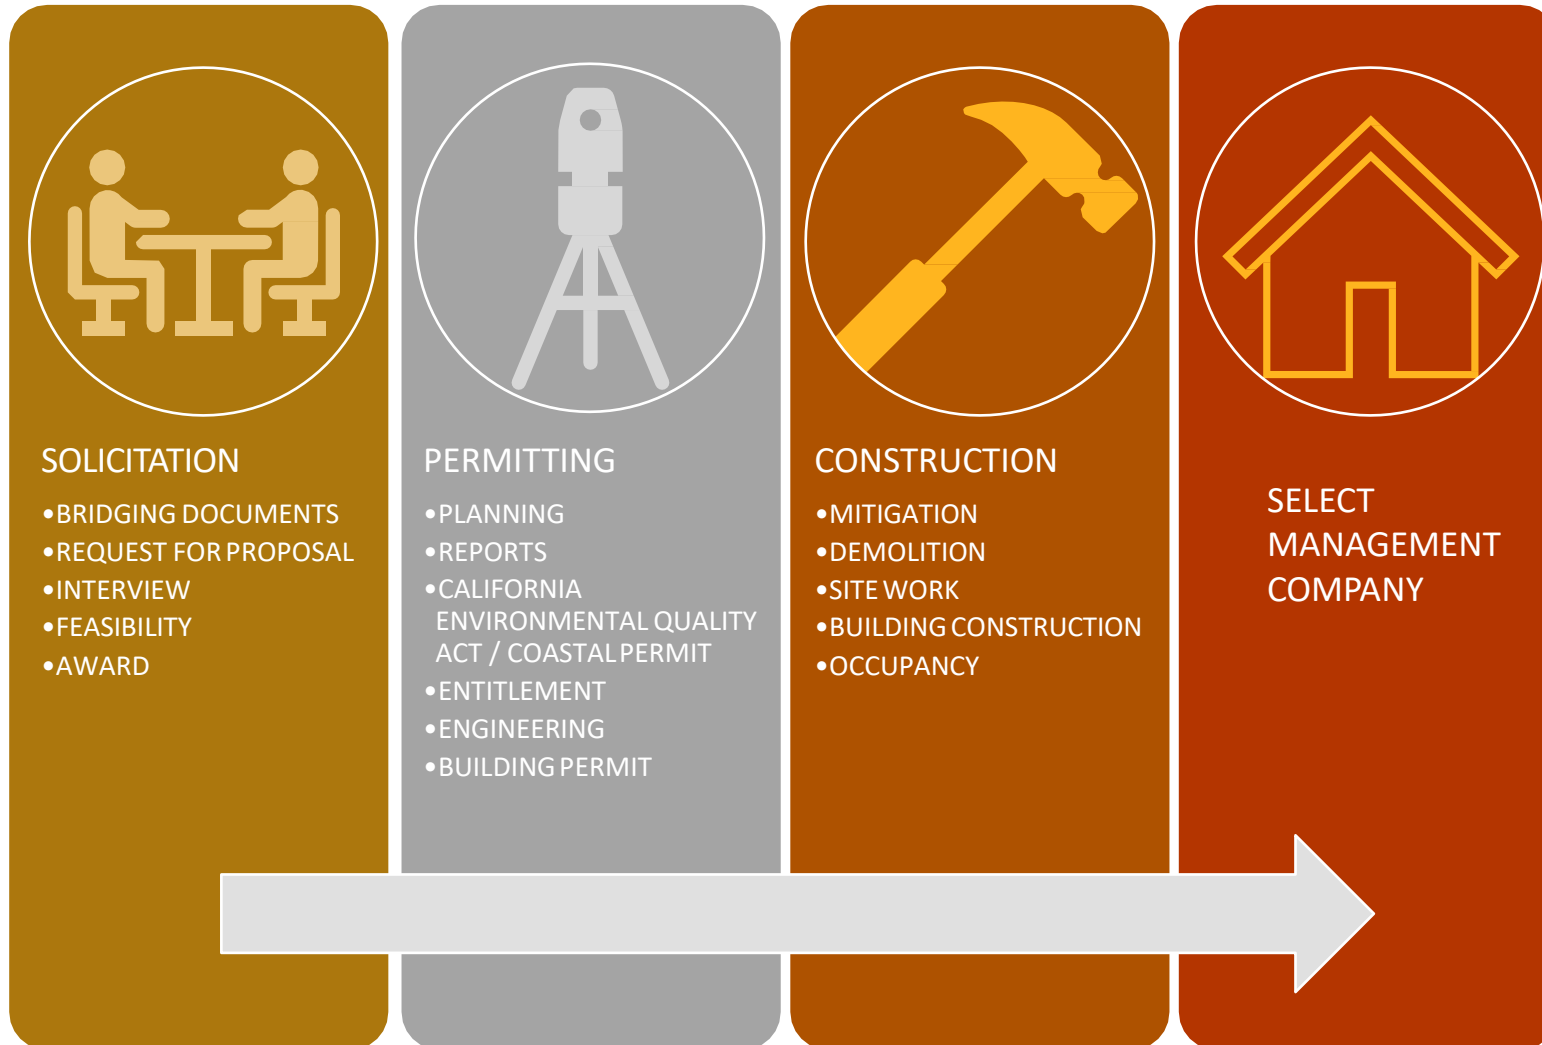 SOLICITATION
•BRIDGING DOCUMENTS
•REQUEST FOR PROPOSAL
•INTERVIEW
•FEASIBILITY
•AWARD
PERMITTING
•PLANNING
•REPORTS
•CALIFORNIA
ENVIRONMENTAL QUALITY
ACT / COASTAL PERMIT
•ENTITLEMENT
•ENGINEERING
•BUILDING PERMIT
CONSTRUCTION
•MITIGATION
•DEMOLITION
•SITE WORK
•BUILDING CONSTRUCTION
•OCCUPANCY
SELECT
MANAGEMENT
COMPANY